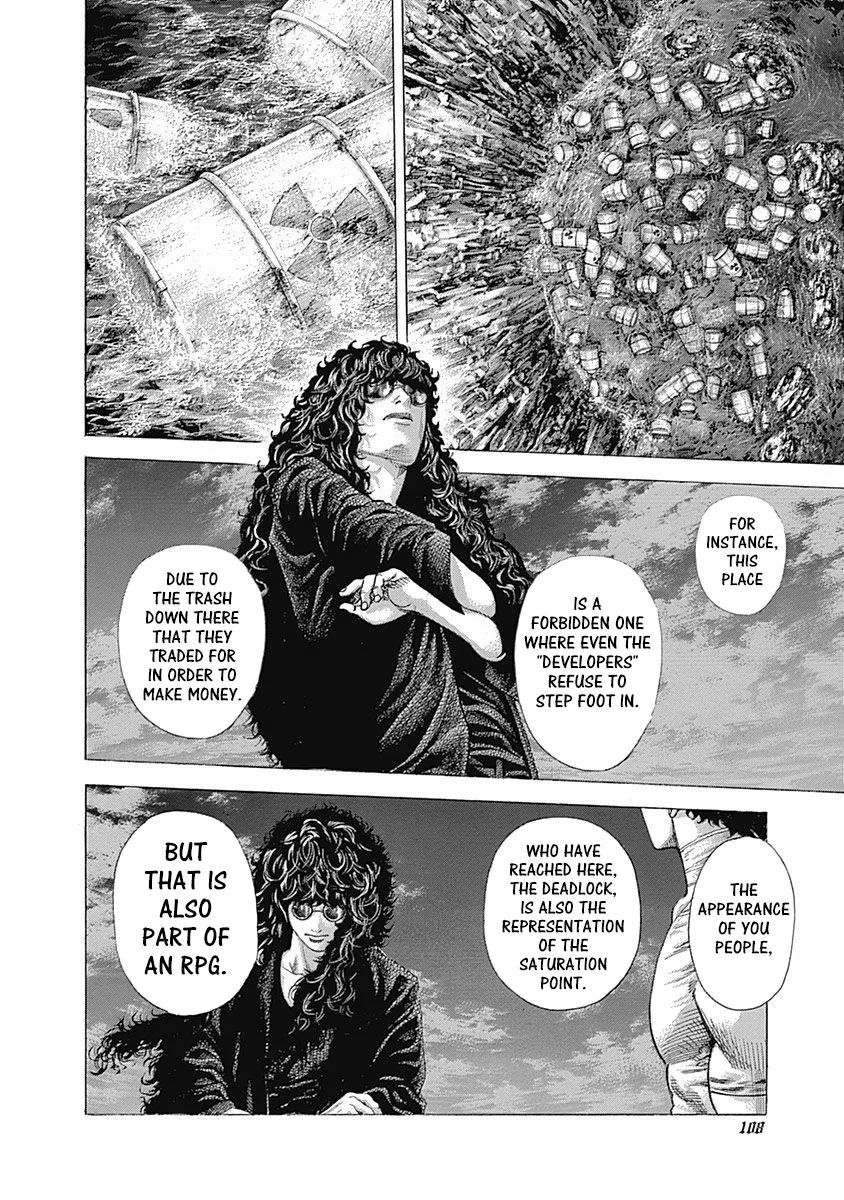 FOR
INSTANCE,
THIS
PLACE
IS A
FORBIDDEN ONE
WHERE EVEN THE
"DEVELOPERS"
REFUSE TO
STEP FOOT IN.
DUE TO
THE TRASH
DOWN THERE
THAT THEY
TRADED FOR
IN ORDER TO
MAKE MONEY.
THE
APPEARANCE
OF YOU
PEOPLE,
WHO HAVE
REACHED HERE,
THE DEADLOCK,
IS ALSO THE
REPRESENTATION
OF THE
SATURATION
POINT.
BUT
THAT IS
ALSO
PART OF
AN RPG.
108